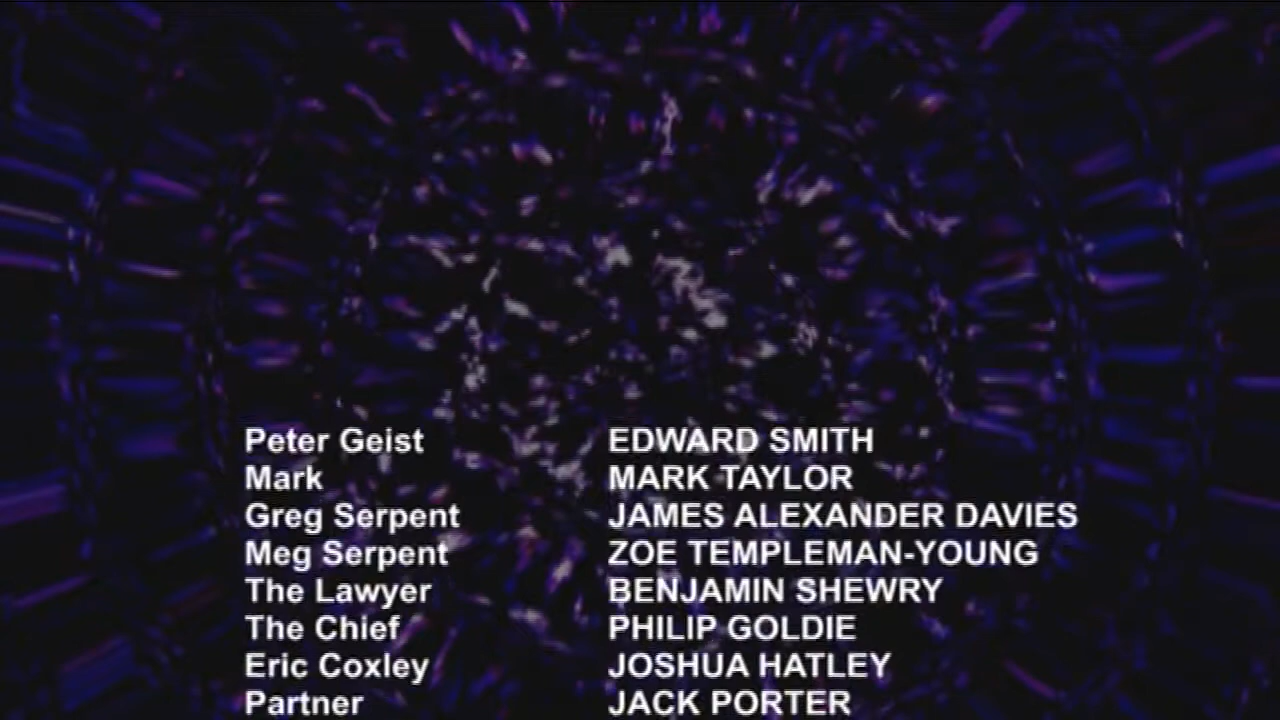 Peter Geist EDWARD SMITH
Mark MARK TAYLOR
Greg Serpent JAMES ALEXANDER DAVIES
Meg Serpent ZOE TEMPLEMAN-YOUNG
The Lawyer BENJAMIN SHEWRY
The Chief PHILIP GOLDIE
Eric Coxley JOSHUA HATLEY
Partner JACK PORTER